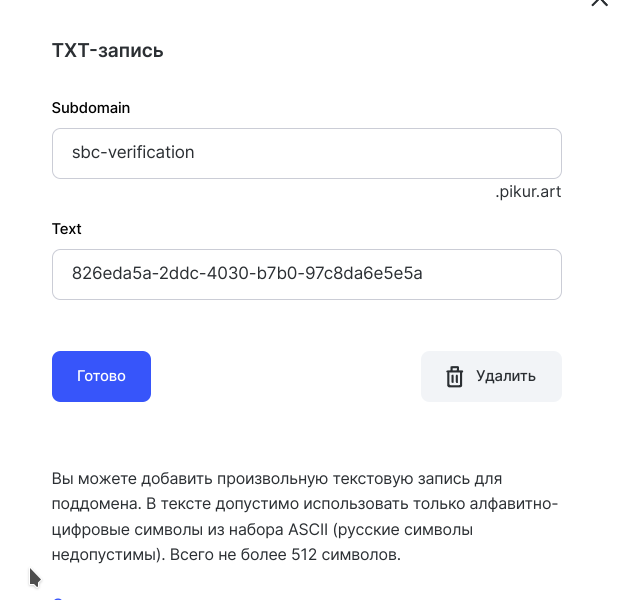 TXT-запись
Subdomain
sbc-verification
.pikur.art
Text
826eda5a-2ddc-4030-b7b0-97c8da6e5e5a
Готово
Удалить
Вы можете добавить произвольную текстовую запись для
поддомена. В тексте допустимо использовать только алфавитно-
цифровые символы из набора ASCII (русские символы
недопустимы). Всего не более 512 символов.